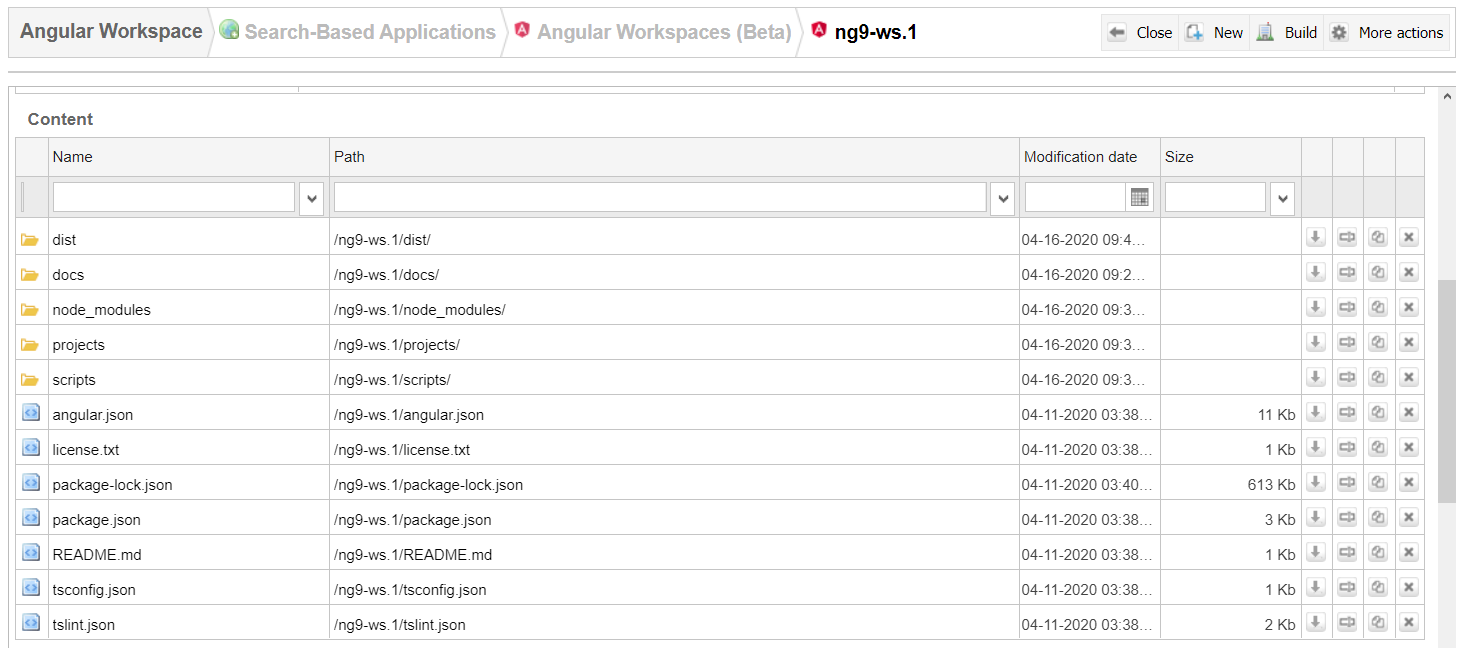 Angular Workspace Search-Based Applications Angular Workspaces (Beta) ng9-ws.1 Close New Build More actions
Content
Name Path Modification date Size
dist /ng9-ws.1/dist/ 04-16-2020 09:4...
docs /ng9-ws.1/docs/ 04-16-2020 09:2...
node_modules /ng9-ws.1/node_modules/ 04-16-2020 09:3...
projects /ng9-ws.1/projects/ 04-16-2020 09:3...
scripts /ng9-ws.1/scripts/ 04-16-2020 09:3...
angular.json /ng9-ws.1/angular.json 04-11-2020 03:38... 11 Kb
license.txt /ng9-ws.1/license.txt 04-11-2020 03:38... 1 Kb
package-lock.json /ng9-ws.1/package-lock.json 04-11-2020 03:40... 613 Kb
package.json /ng9-ws.1/package.json 04-11-2020 03:38... 3 Kb
README.md /ng9-ws.1/README.md 04-11-2020 03:38... 1 Kb
tsconfig.json /ng9-ws.1/tsconfig.json 04-11-2020 03:38... 1 Kb
tslint.json /ng9-ws.1/tslint.json 04-11-2020 03:38... 2 Kb